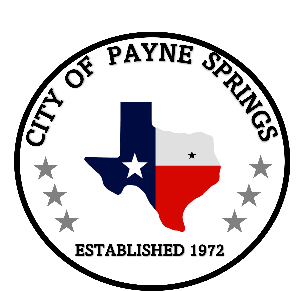 CITY OF PAYNE SPRINGS
ESTABLISHED 1972